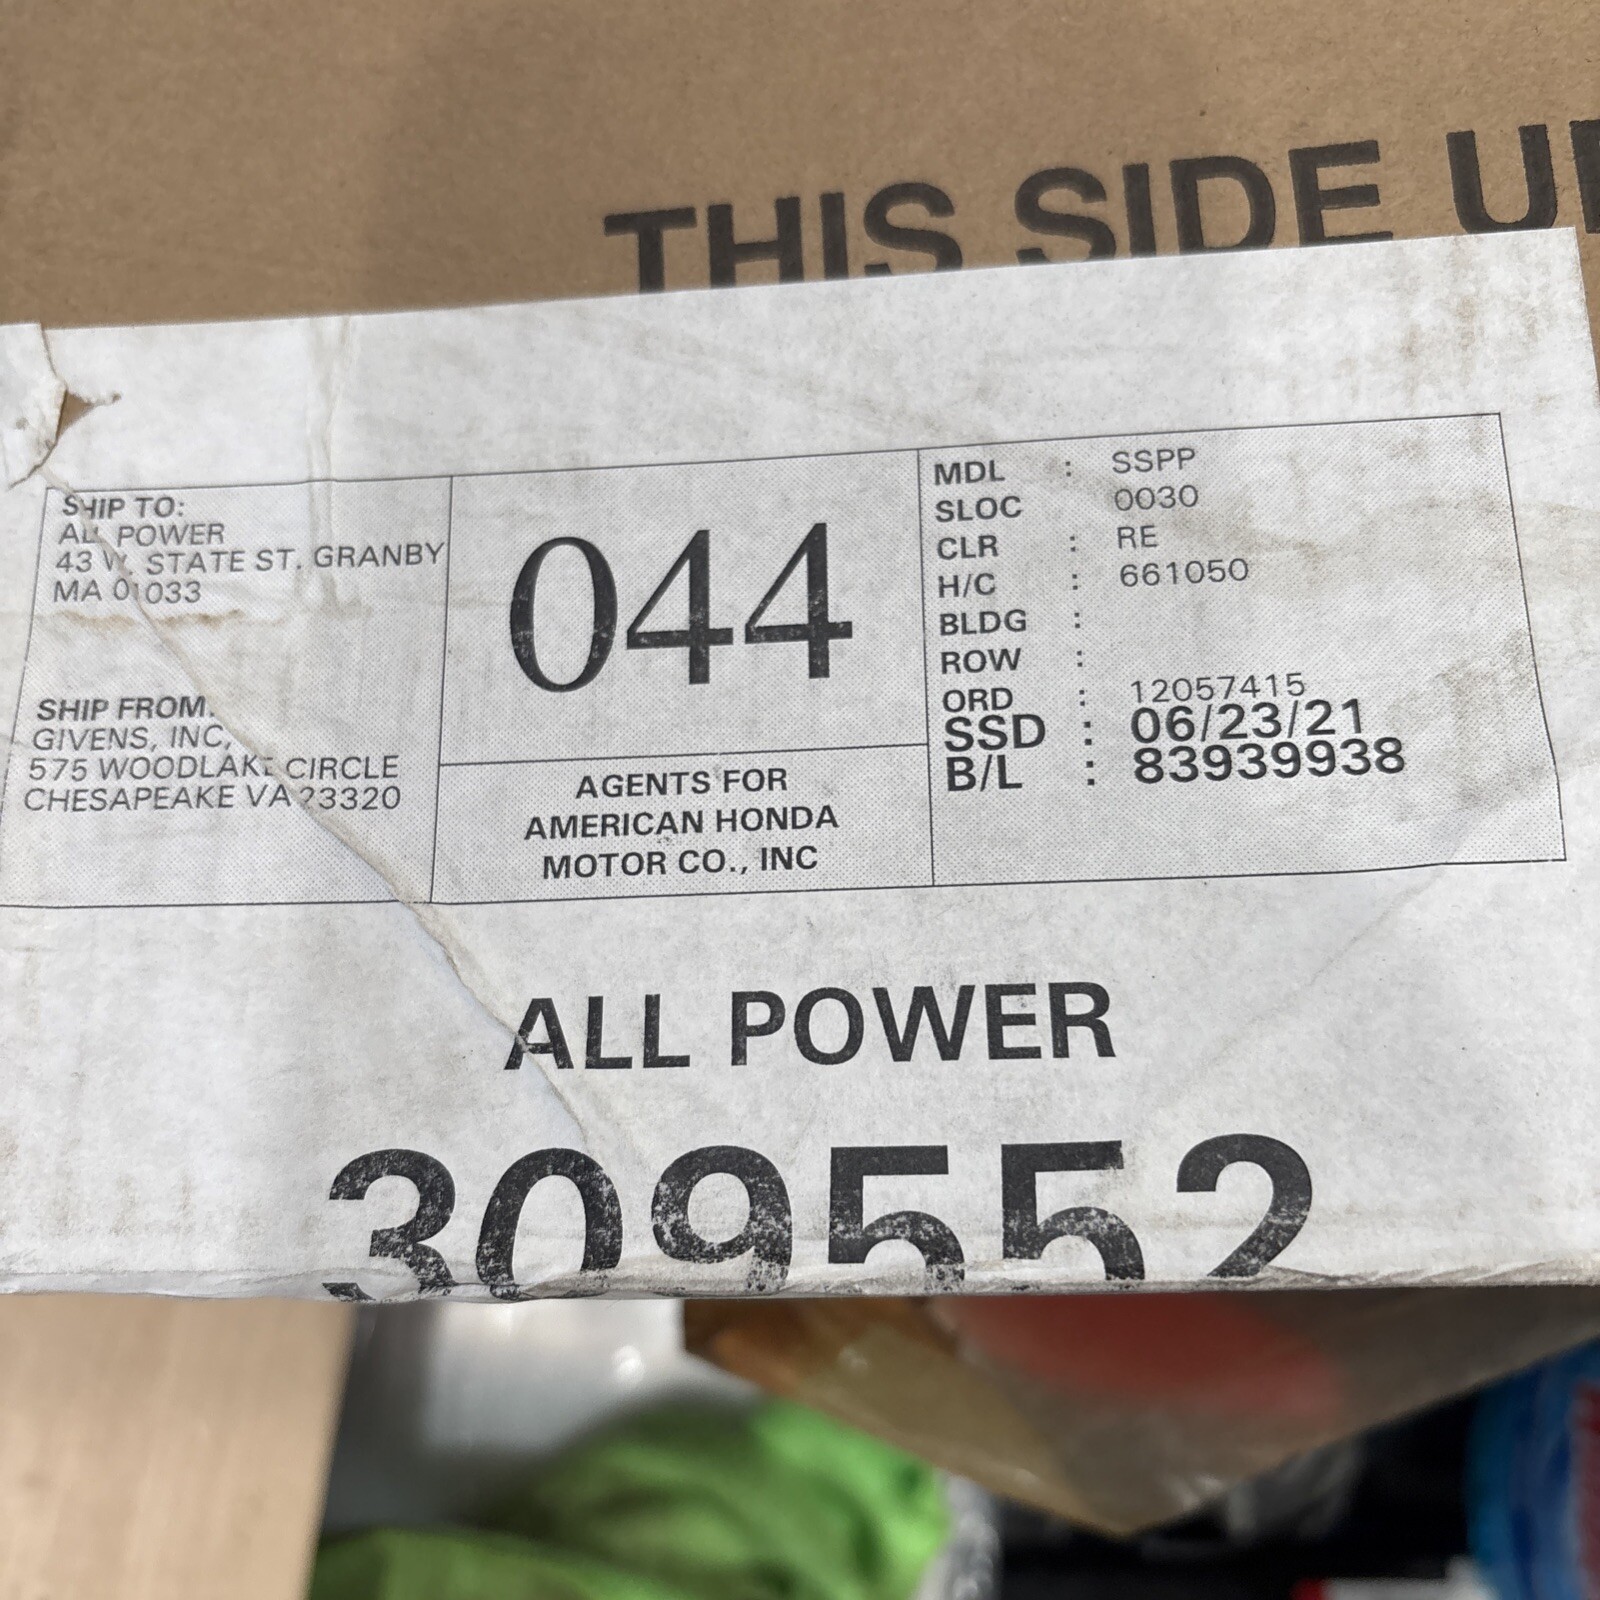 THIS SIDE UP
SHIP TO:
ALL POWER
43 W. STATE ST. GRANBY
MA 01033
SHIP FROM:
GIVENS, INC,
575 WOODLAKE CIRCLE
CHESAPEAKE VA 23320
044
AGENTS FOR
AMERICAN HONDA
MOTOR CO., INC
MDL : SSPP
SLOC 0030
CLR : RE
H/C : 661050
BLDG :
ROW :
ORD : 12057415
SSD : 06/23/21
B/L : 83939938
ALL POWER
309552